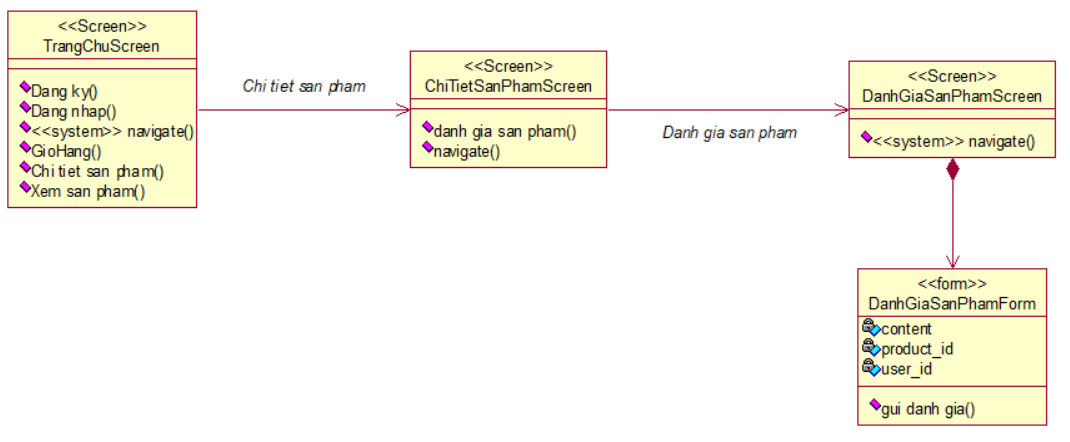 <<Screen>>
TrangChuScreen
Dang ky()
Dang nhap()
<<system>> navigate()
GioHang()
Chi tiet san pham()
Xem san pham()
Chi tiet san pham
<<Screen>>
ChiTietSanPhamScreen
danh gia san pham()
navigate()
Danh gia san pham
<<Screen>>
DanhGiaSanPhamScreen
<<system>> navigate()
<<form>>
DanhGiaSanPhamForm
content
product_id
user_id
gui danh gia()